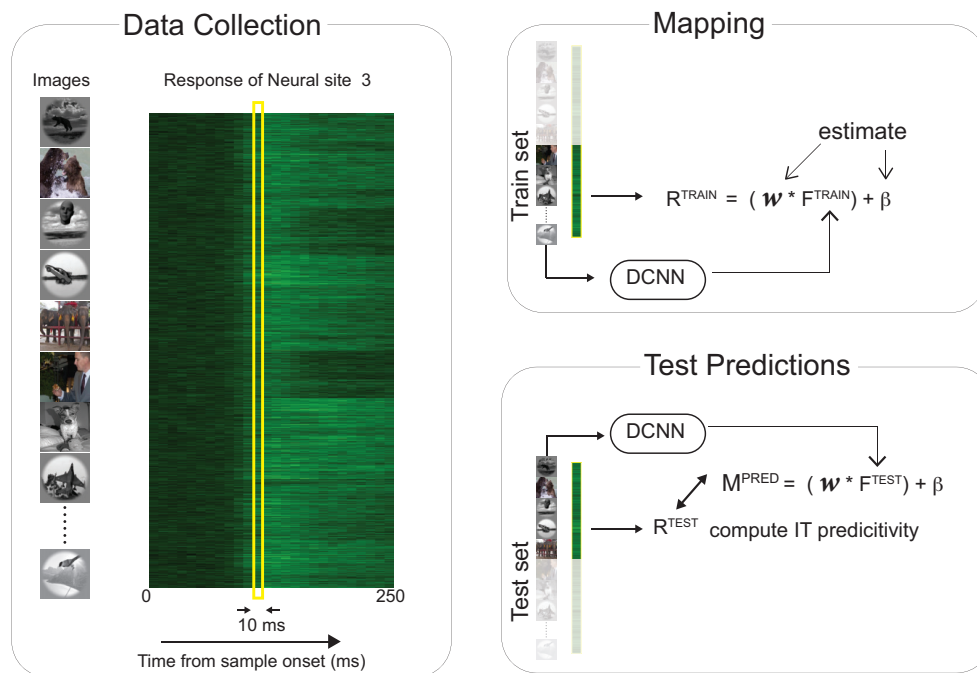 Data Collection
Images
Response of Neural site 3
0
250
10 ms
Time from sample onset (ms)
Mapping
Train set
estimate
R^TRAIN = ( w * F^TRAIN) + β
DCNN
Test Predictions
Test set
DCNN
M^PRED = ( w * F^TEST) + β
R^TEST compute IT predicitivity